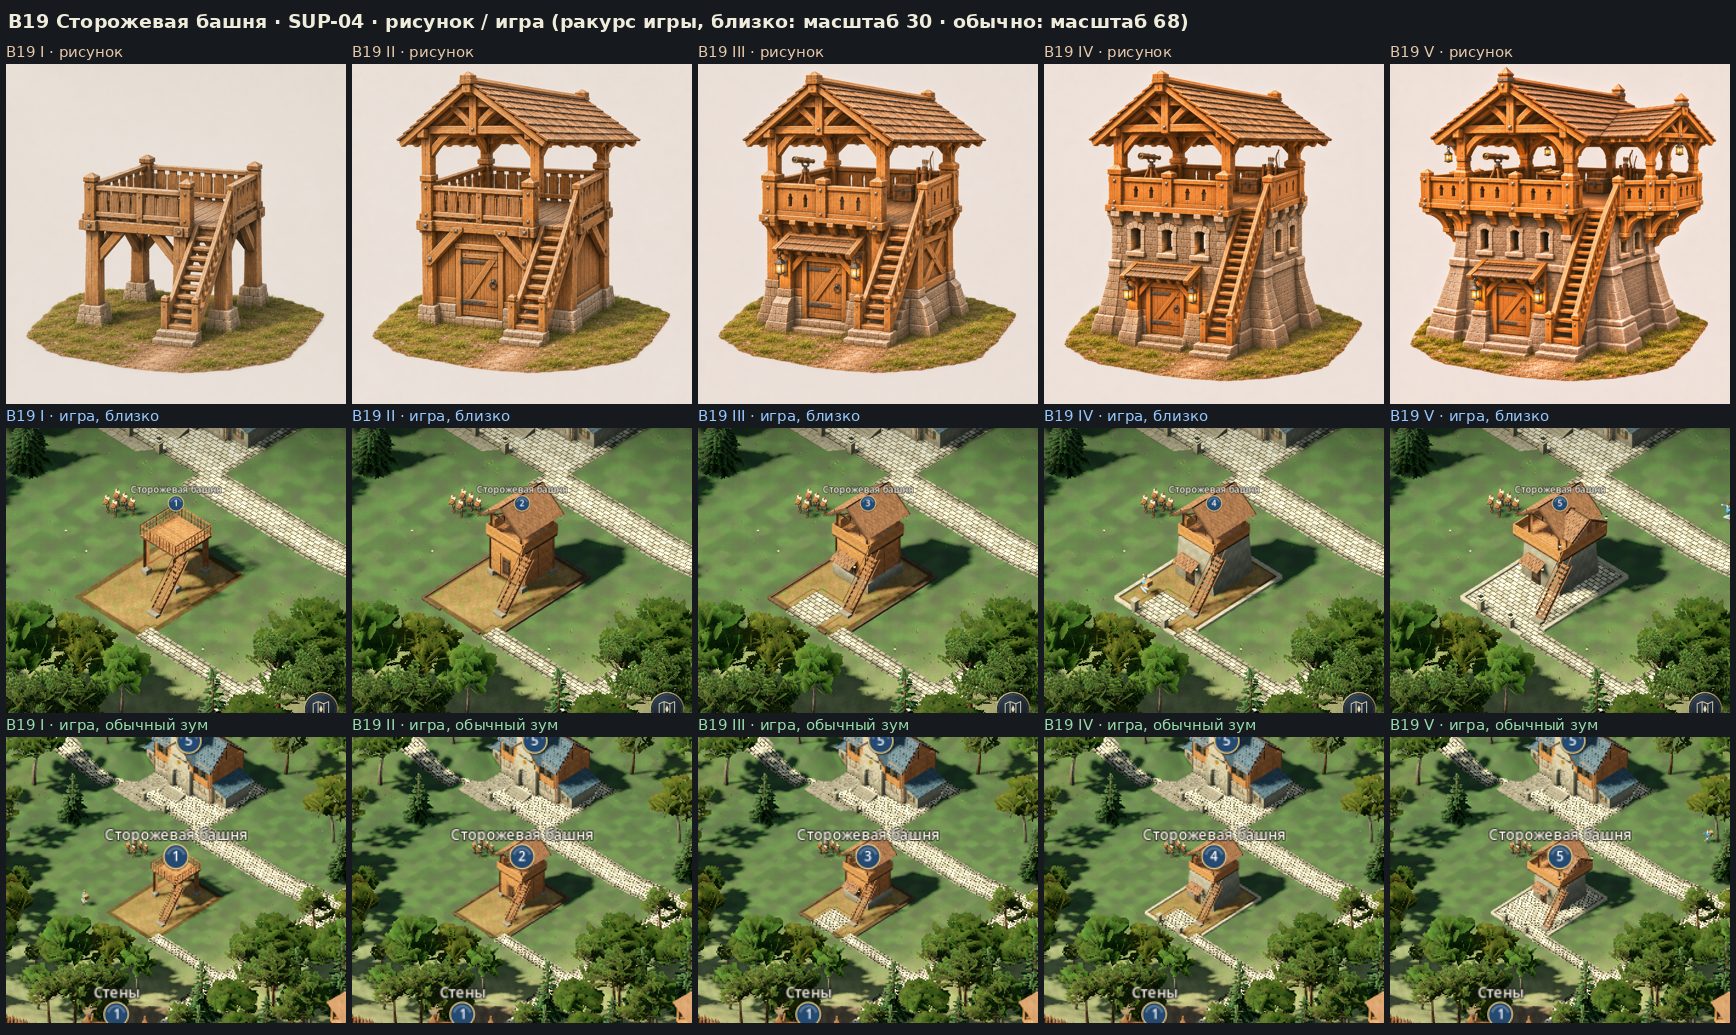 B19 Сторожевая башня · SUP-04 · рисунок / игра (ракурс игры, близко: масштаб 30 · обычно: масштаб 68)
B19 I · рисунок
B19 II · рисунок
B19 III · рисунок
B19 IV · рисунок
B19 V · рисунок
B19 I · игра, близко
B19 II · игра, близко
B19 III · игра, близко
B19 IV · игра, близко
B19 V · игра, близко
Сторожевая башня
1
Сторожевая башня
2
Сторожевая башня
3
Сторожевая башня
4
Сторожевая башня
5
B19 I · игра, обычный зум
B19 II · игра, обычный зум
B19 III · игра, обычный зум
B19 IV · игра, обычный зум
B19 V · игра, обычный зум
5
5
5
5
5
Сторожевая башня
1
Сторожевая башня
2
Сторожевая башня
3
Сторожевая башня
4
Сторожевая башня
5
Стены
1
Стены
1
Стены
1
Стены
1
Стены
1